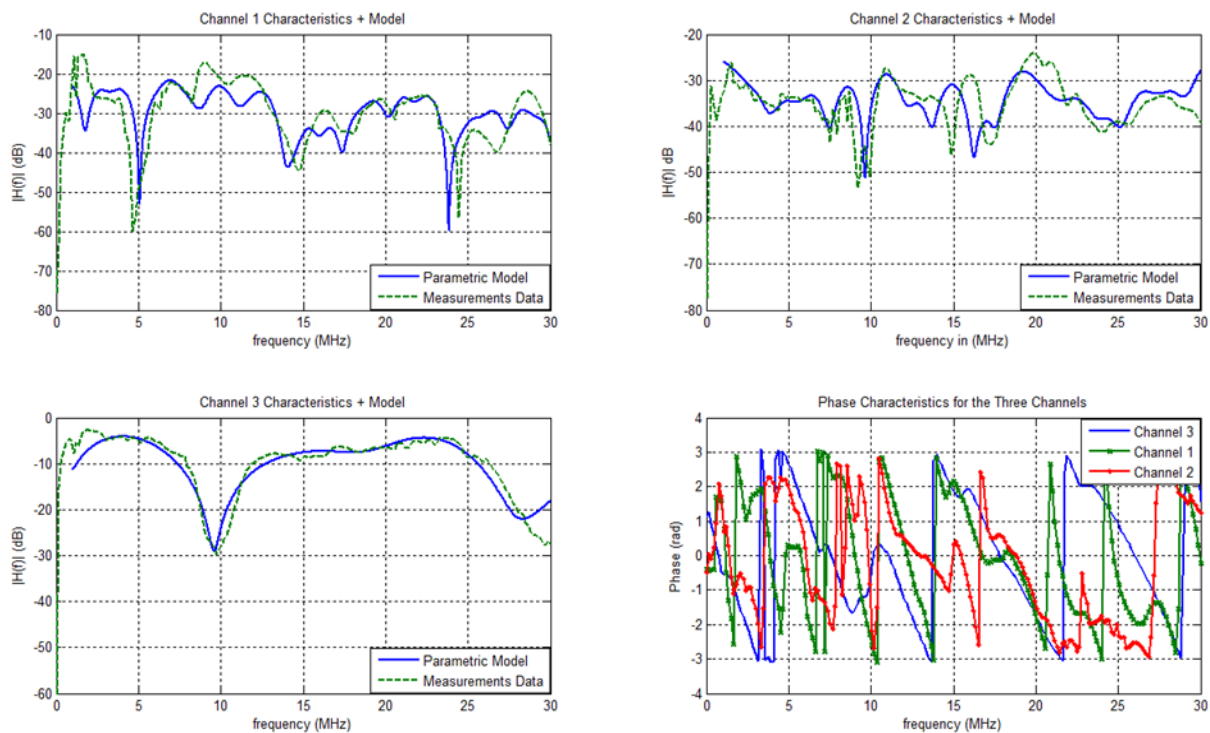 Channel 1 Characteristics + Model
-10
-20
-30
-40
-50
-60
-70
-80
|H(f)| (dB)
0 5 10 15 20 25 30
frequency (MHz)
Parametric Model
Measurements Data
Channel 2 Characteristics + Model
-20
-30
-40
-50
-60
-70
-80
|H(f)| dB
0 5 10 15 20 25 30
frequency in (MHz)
Parametric Model
Measurements Data
Channel 3 Characteristics + Model
0
-10
-20
-30
-40
-50
-60
|H(f)| (dB)
0 5 10 15 20 25 30
frequency (MHz)
Parametric Model
Measurements Data
Phase Characteristics for the Three Channels
4
3
2
1
0
-1
-2
-3
-4
Phase (rad)
0 5 10 15 20 25 30
frequency (MHz)
Channel 3
Channel 1
Channel 2